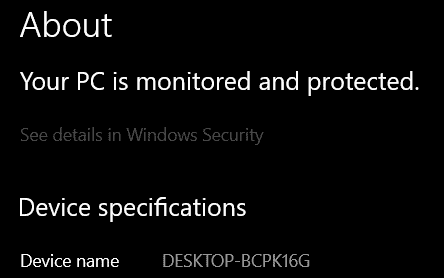 About
Your PC is monitored and protected.
See details in Windows Security
Device specifications
Device name DESKTOP-BCPK16G